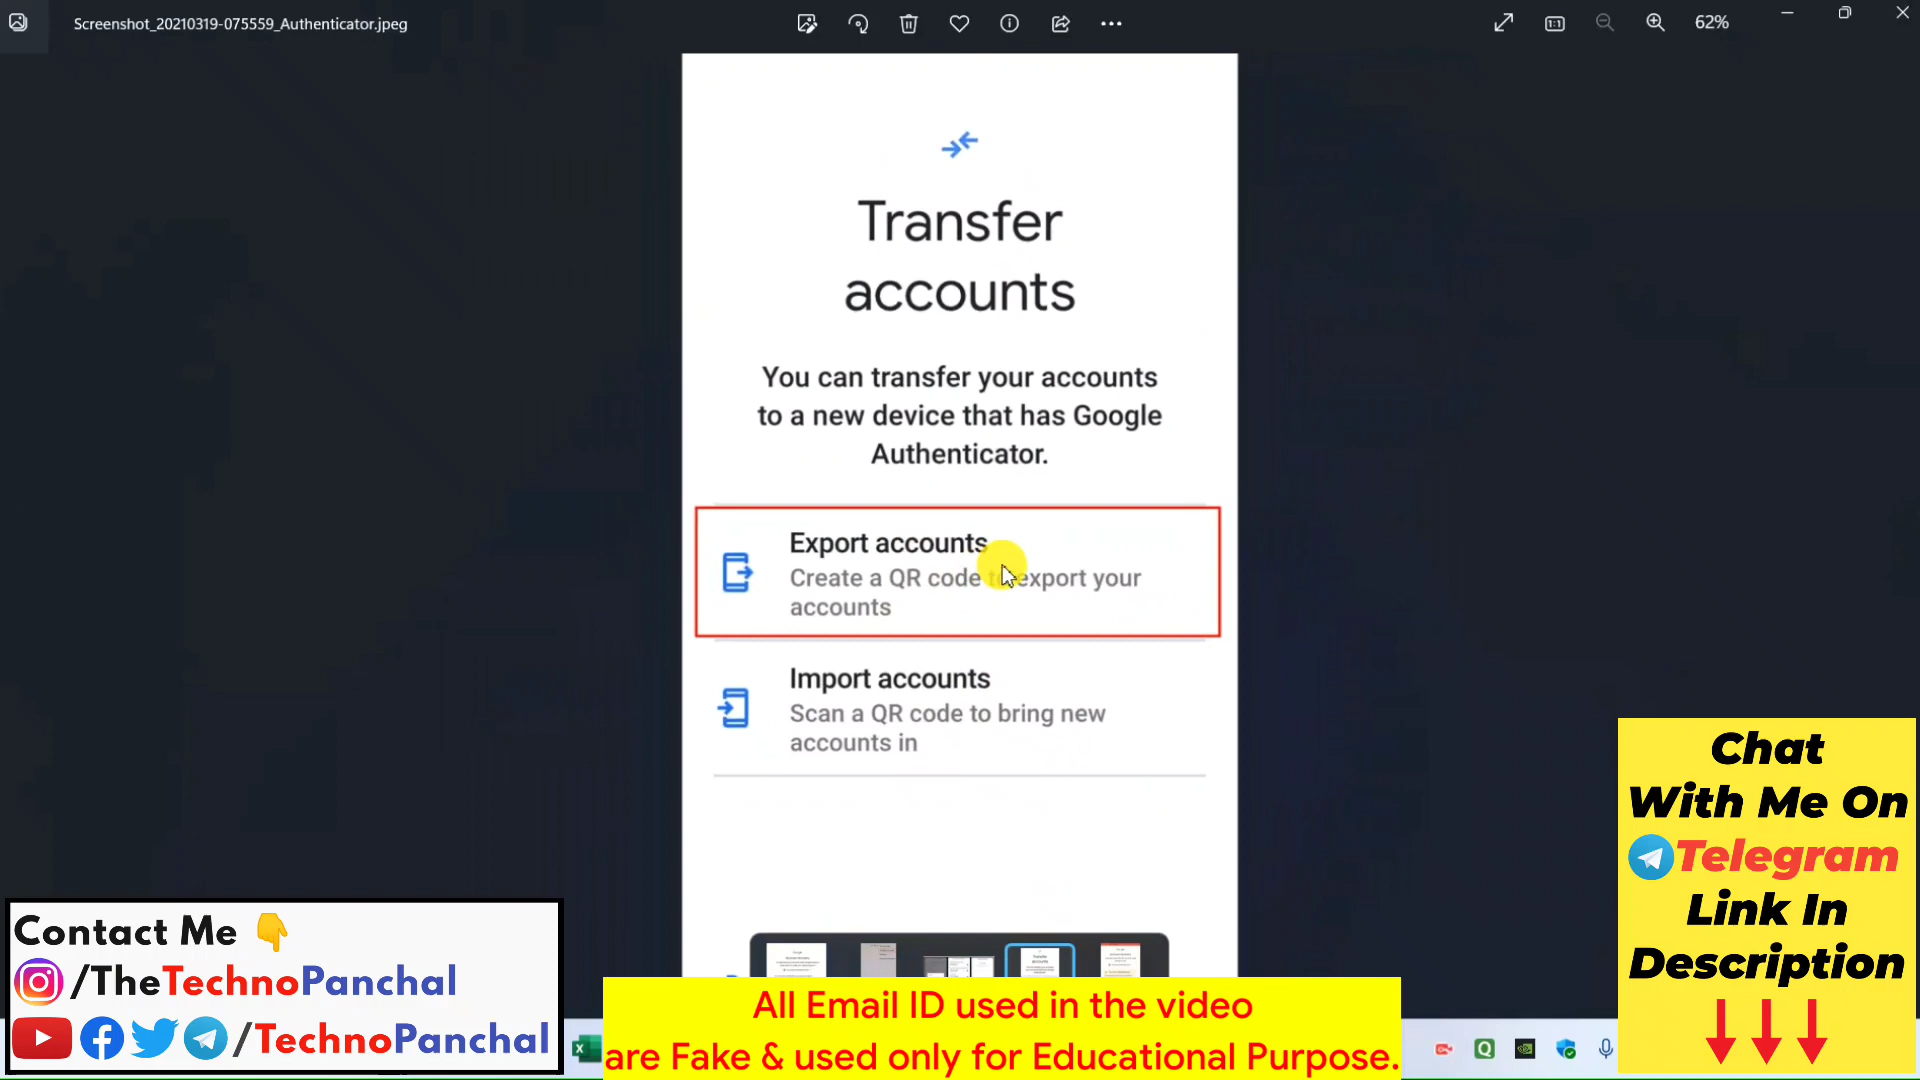 Screenshot_20210319-075559_Authenticator.jpeg
62%
Transfer
accounts
You can transfer your accounts
to a new device that has Google
Authenticator.
Export accounts
Create a QR code to export your
accounts
Import accounts
Scan a QR code to bring new
accounts in
Contact Me 👇
/TheTechnoPanchal
/TechnoPanchal
All Email ID used in the video
are Fake & used only for Educational Purpose.
Chat
With Me On
Telegram
Link In
Description